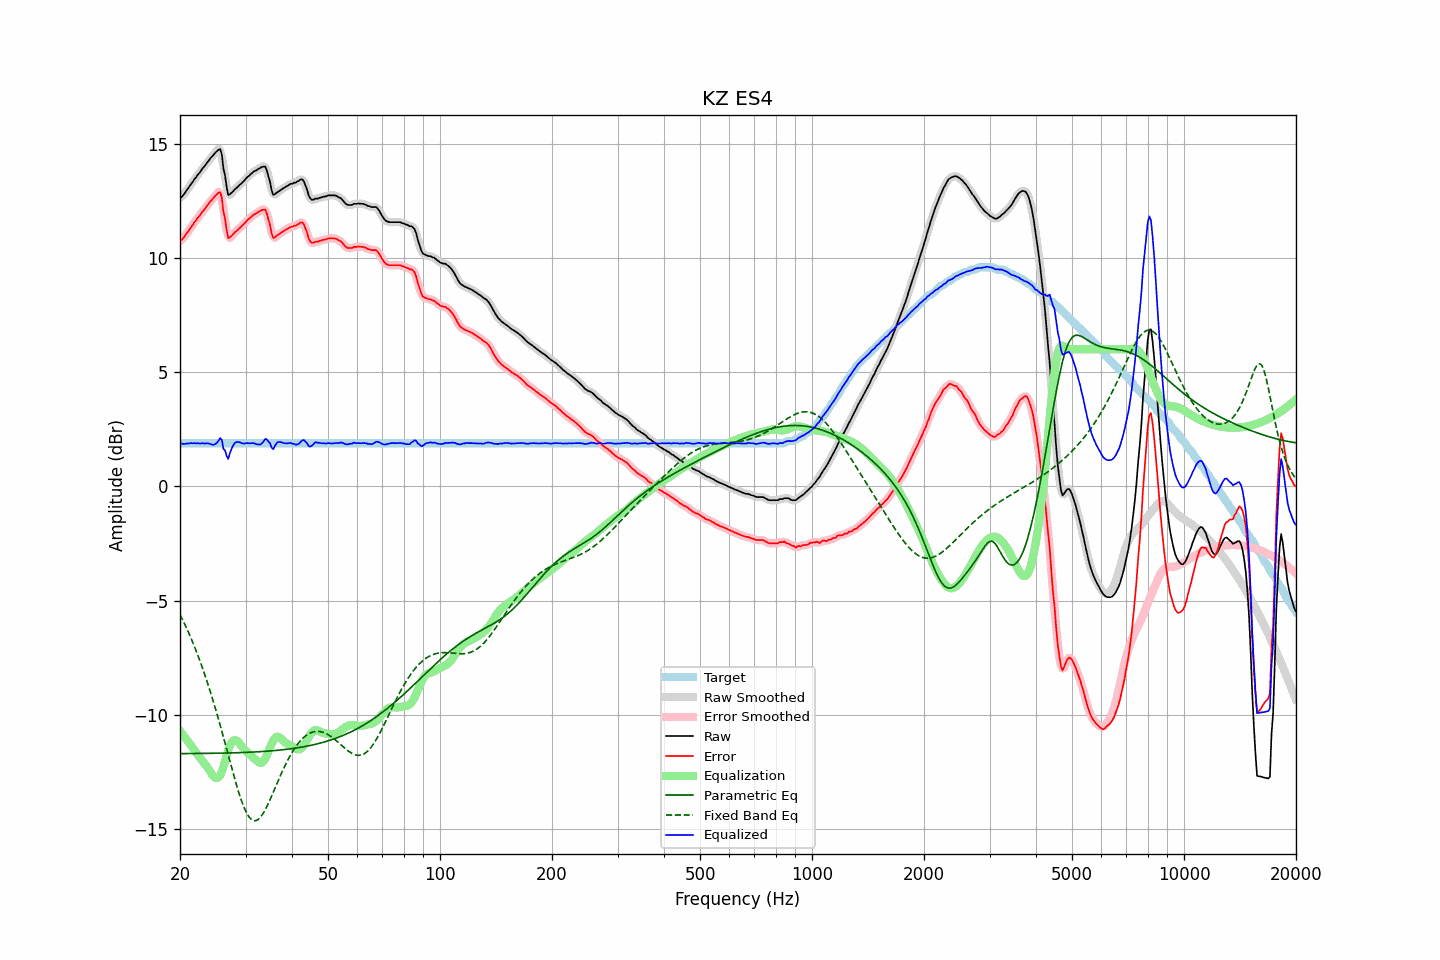 KZ ES4
Amplitude (dBr)
15
10
5
0
−5
−10
−15
Target
Raw Smoothed
Error Smoothed
Raw
Error
Equalization
Parametric Eq
Fixed Band Eq
Equalized
20 50 100 200 500 1000 2000 5000 10000 20000
Frequency (Hz)